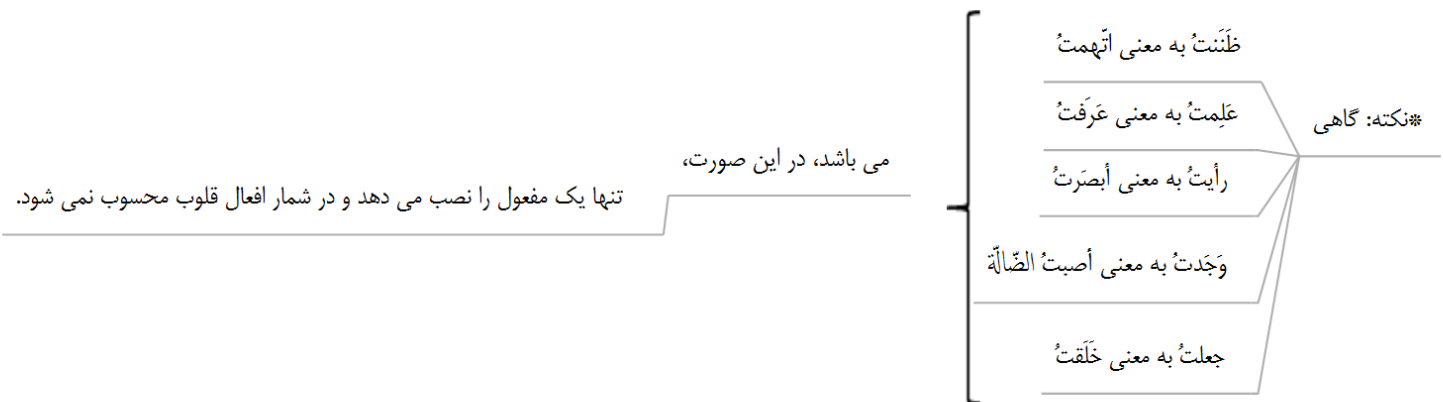 *نکته: گاهی
ظَنَنتُ به معنی اتّهمتُ
عَلِمتُ به معنی عَرَفتُ
رأیتُ به معنی أبصَرتُ
وَجَدتُ به معنی أصبتُ الضّالّة
جعلتُ به معنی خَلَقتُ
می باشد، در این صورت،
تنها یک مفعول را نصب می دهد و در شمار افعال قلوب محسوب نمی شود.